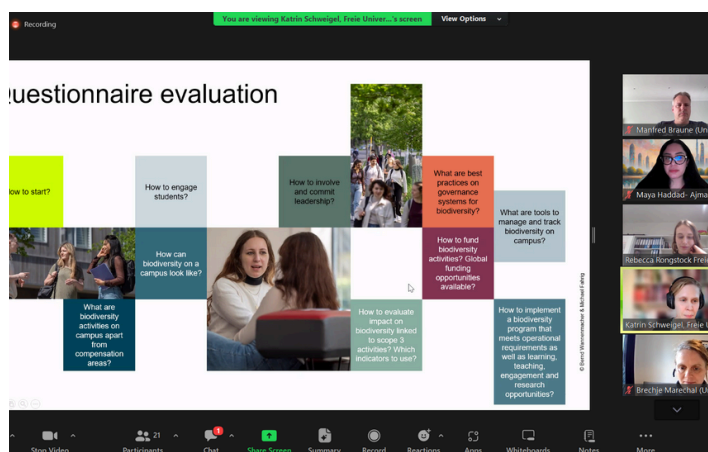 Recording
You are viewing Katrin Schweigel, Freie Univer...'s screen
View Options
uestionnaire evaluation
ow to start?
How to engage
students?
How to involve
and commit
leadership?
What are best
practices on
governance
systems for
biodiversity?
What are tools to
manage and track
biodiversity on
campus?
How can
biodiversity on a
campus look like?
How to fund
biodiversity
activities? Global
funding
opportunities
available?
What are
biodiversity
activities on
campus apart
from
compensation
areas?
How to evaluate
impact on
biodiversity linked
to scope 3
activities? Which
indicators to use?
How to implement
a biodiversity
program that
meets operational
requirements as
well as learning,
teaching,
engagement and
research
opportunities?
© Bernd Wannenmacher & Michael Fahrig
Manfred Braune (Un
Maya Haddad- Ajma
Rebecca Rongstock Freie
Katrin Schweigel, Freie U
Brechje Marechal (U
Stop Video
21
Participants
1
Chat
Share Screen
Summary
Record
Reactions
Apps
Whiteboards
Notes
More